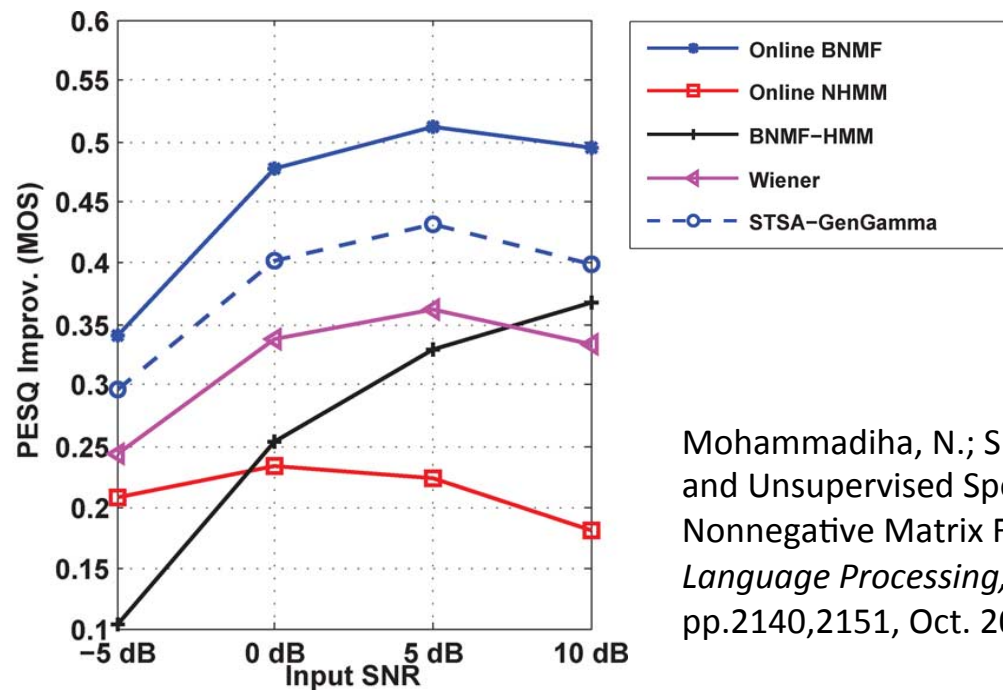 0.6
0.55
0.5
0.45
0.4
0.35
0.3
0.25
0.2
0.15
0.1
PESQ Improv. (MOS)
−5 dB
0 dB
5 dB
10 dB
Input SNR
Online BNMF
Online NHMM
BNMF−HMM
Wiener
STSA−GenGamma
Mohammadiha, N.; S
and Unsupervised Spe
Nonnegative Matrix F
Language Processing,
pp.2140,2151, Oct. 20